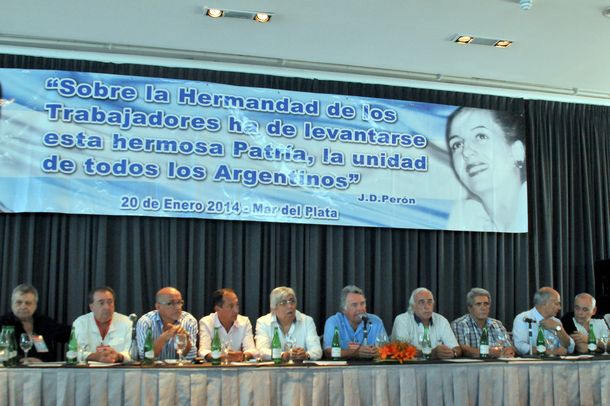 “Sobre la Hermandad de los
Trabajadores ha de levantarse
esta hermosa Patría, la unidad
de todos los Argentinos”
J.D.Perón
20 de Enero 2014 - Mar del Plata